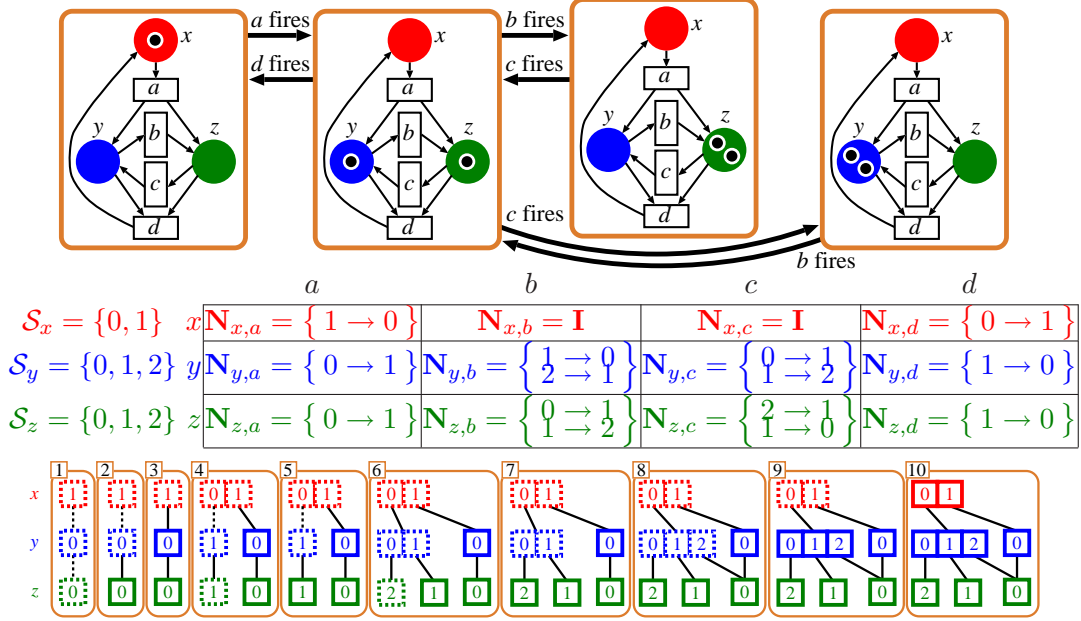 x a fires x b fires x x
d fires c fires
a a a a
y z y z y z y z
b b b b
c c c c
d d d d
c fires
b fires
a b c d
𝒮x = {0, 1} x Nx,a = { 1 → 0 } Nx,b = I Nx,c = I Nx,d = { 0 → 1 }
𝒮y = {0, 1, 2} y Ny,a = { 0 → 1 } Ny,b = { 1 → 0 2 → 1 } Ny,c = { 0 → 1 1 → 2 } Ny,d = { 1 → 0 }
𝒮z = {0, 1, 2} z Nz,a = { 0 → 1 } Nz,b = { 0 → 1 1 → 2 } Nz,c = { 2 → 1 1 → 0 } Nz,d = { 1 → 0 }
1 2 3 4 5 6 7 8 9 10
x 1 1 1 0 1 0 1 0 1 0 1 0 1 0 1 0 1
y 0 0 0 1 0 1 0 0 1 0 0 1 0 0 1 2 0 0 1 2 0 0 1 2 0
z 0 0 0 1 0 1 0 2 1 0 2 1 0 2 1 0 2 1 0 2 1 0